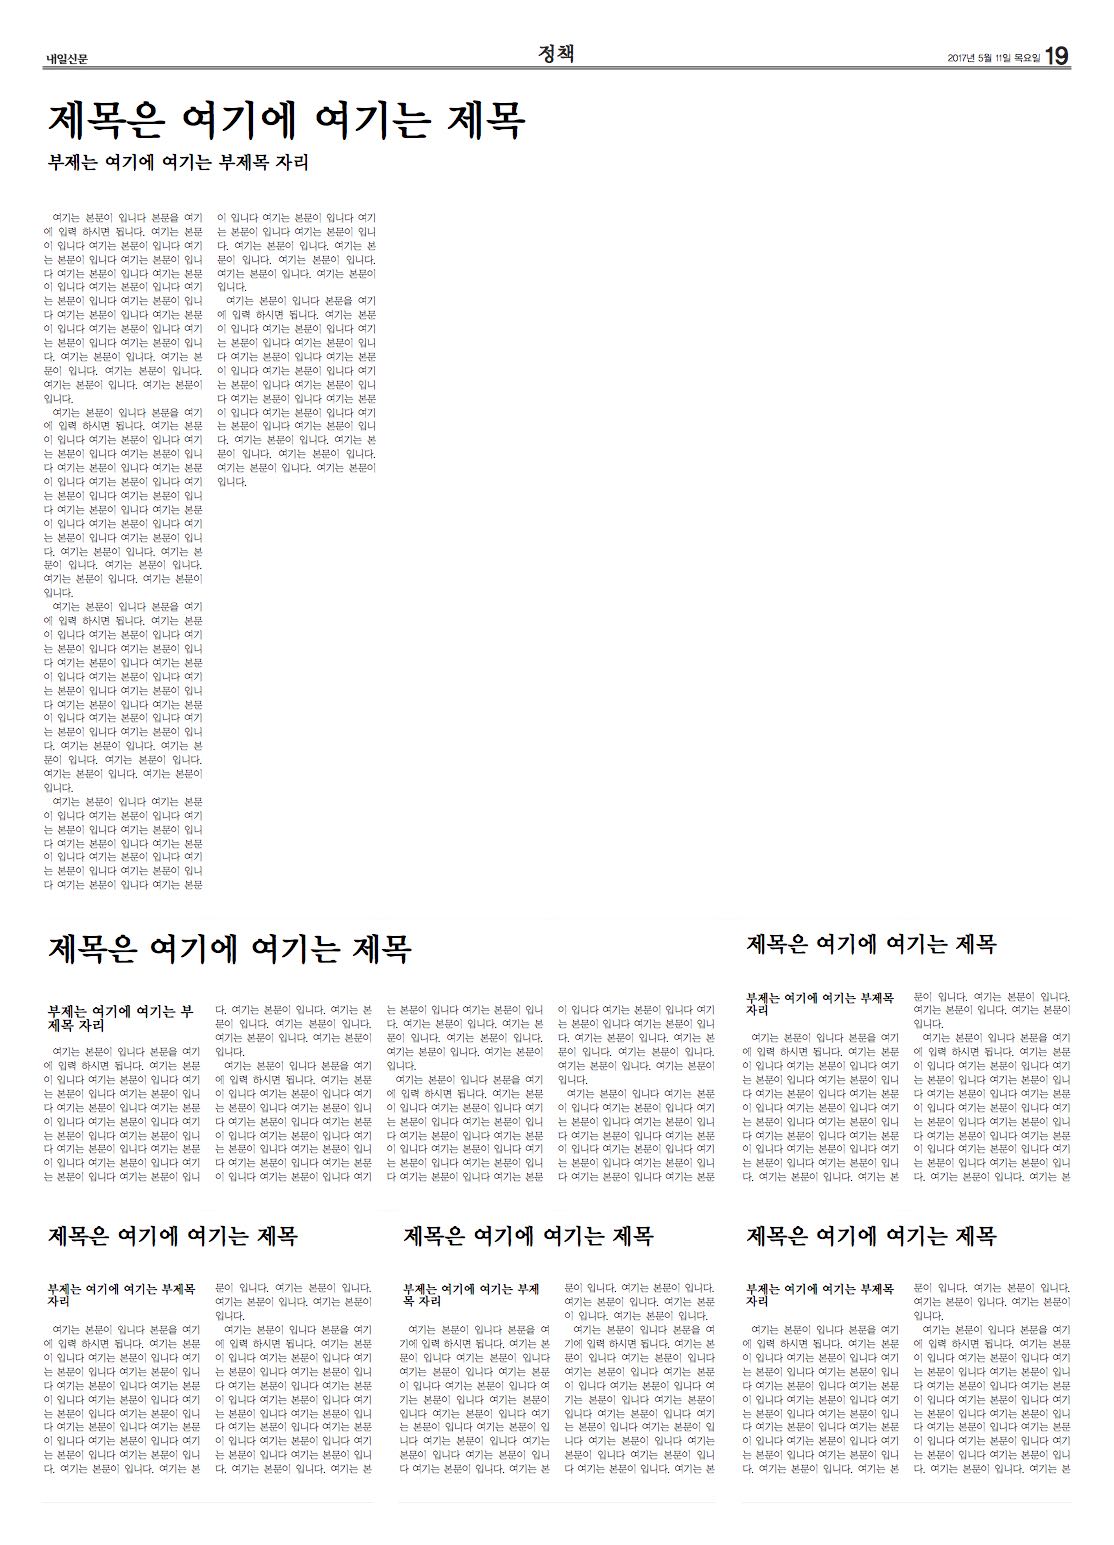 내일신문
정책
2017년 5월 11일 목요일 19
제목은 여기에 여기는 제목
부제는 여기에 여기는 부제목 자리
여기는 본문이 입니다 본문을 여기
에 입력 하시면 됩니다. 여기는 본문
이 입니다 여기는 본문이 입니다 여기
는 본문이 입니다 여기는 본문이 입니
다 여기는 본문이 입니다 여기는 본문
이 입니다 여기는 본문이 입니다 여기
는 본문이 입니다 여기는 본문이 입니
다 여기는 본문이 입니다 여기는 본문
이 입니다 여기는 본문이 입니다 여기
는 본문이 입니다 여기는 본문이 입니
다. 여기는 본문이 입니다. 여기는 본
문이 입니다. 여기는 본문이 입니다.
여기는 본문이 입니다. 여기는 본문이
입니다.
여기는 본문이 입니다 본문을 여기
에 입력 하시면 됩니다. 여기는 본문
이 입니다 여기는 본문이 입니다 여기
는 본문이 입니다 여기는 본문이 입니
다 여기는 본문이 입니다 여기는 본문
이 입니다 여기는 본문이 입니다 여기
는 본문이 입니다 여기는 본문이 입니
다 여기는 본문이 입니다 여기는 본문
이 입니다 여기는 본문이 입니다 여기
는 본문이 입니다 여기는 본문이 입니
다. 여기는 본문이 입니다. 여기는 본
문이 입니다. 여기는 본문이 입니다.
여기는 본문이 입니다. 여기는 본문이
입니다.
여기는 본문이 입니다 본문을 여기
에 입력 하시면 됩니다. 여기는 본문
이 입니다 여기는 본문이 입니다 여기
는 본문이 입니다 여기는 본문이 입니
다 여기는 본문이 입니다 여기는 본문
이 입니다 여기는 본문이 입니다 여기
는 본문이 입니다 여기는 본문이 입니
다 여기는 본문이 입니다 여기는 본문
이 입니다 여기는 본문이 입니다 여기
는 본문이 입니다 여기는 본문이 입니
다. 여기는 본문이 입니다. 여기는 본
문이 입니다. 여기는 본문이 입니다.
여기는 본문이 입니다. 여기는 본문이
입니다.
여기는 본문이 입니다 여기는 본문
이 입니다 여기는 본문이 입니다 여기
는 본문이 입니다 여기는 본문이 입니
다 여기는 본문이 입니다 여기는 본문
이 입니다 여기는 본문이 입니다 여기
는 본문이 입니다 여기는 본문이 입니
다 여기는 본문이 입니다 여기는 본문
이 입니다 여기는 본문이 입니다 여기
는 본문이 입니다 여기는 본문이 입니
다. 여기는 본문이 입니다. 여기는 본
문이 입니다. 여기는 본문이 입니다.
여기는 본문이 입니다. 여기는 본문이
입니다.
여기는 본문이 입니다 본문을 여기
에 입력 하시면 됩니다. 여기는 본문
이 입니다 여기는 본문이 입니다 여기
는 본문이 입니다 여기는 본문이 입니
다 여기는 본문이 입니다 여기는 본문
이 입니다 여기는 본문이 입니다 여기
는 본문이 입니다 여기는 본문이 입니
다 여기는 본문이 입니다 여기는 본문
이 입니다 여기는 본문이 입니다 여기
는 본문이 입니다 여기는 본문이 입니
다. 여기는 본문이 입니다. 여기는 본
문이 입니다. 여기는 본문이 입니다.
여기는 본문이 입니다. 여기는 본문이
입니다.
제목은 여기에 여기는 제목
부제는 여기에 여기는 부
제목 자리
여기는 본문이 입니다 본문을 여기
에 입력 하시면 됩니다. 여기는 본문
이 입니다 여기는 본문이 입니다 여기
는 본문이 입니다 여기는 본문이 입니
다 여기는 본문이 입니다 여기는 본문
이 입니다 여기는 본문이 입니다 여기
는 본문이 입니다 여기는 본문이 입니
다 여기는 본문이 입니다 여기는 본문
이 입니다 여기는 본문이 입니다 여기
는 본문이 입니다 여기는 본문이 입니
다. 여기는 본문이 입니다. 여기는 본
문이 입니다. 여기는 본문이 입니다.
여기는 본문이 입니다. 여기는 본문이
입니다.
여기는 본문이 입니다 본문을 여기
에 입력 하시면 됩니다. 여기는 본문
이 입니다 여기는 본문이 입니다 여기
는 본문이 입니다 여기는 본문이 입니
다 여기는 본문이 입니다 여기는 본문
이 입니다 여기는 본문이 입니다 여기
는 본문이 입니다 여기는 본문이 입니
다 여기는 본문이 입니다 여기는 본문
이 입니다 여기는 본문이 입니다 여기
는 본문이 입니다 여기는 본문이 입니
다. 여기는 본문이 입니다. 여기는 본
문이 입니다. 여기는 본문이 입니다.
여기는 본문이 입니다. 여기는 본문이
입니다.
여기는 본문이 입니다 본문을 여기
에 입력 하시면 됩니다. 여기는 본문
이 입니다 여기는 본문이 입니다 여기
는 본문이 입니다 여기는 본문이 입니
다 여기는 본문이 입니다 여기는 본문
이 입니다 여기는 본문이 입니다 여기
는 본문이 입니다 여기는 본문이 입니
다 여기는 본문이 입니다 여기는 본문
이 입니다 여기는 본문이 입니다 여기
는 본문이 입니다 여기는 본문이 입니
다. 여기는 본문이 입니다. 여기는 본
문이 입니다. 여기는 본문이 입니다.
여기는 본문이 입니다. 여기는 본문이
입니다.
여기는 본문이 입니다 여기는 본문
이 입니다 여기는 본문이 입니다 여기
는 본문이 입니다 여기는 본문이 입니
다 여기는 본문이 입니다 여기는 본문
이 입니다 여기는 본문이 입니다 여기
는 본문이 입니다 여기는 본문이 입니
다 여기는 본문이 입니다 여기는 본문
제목은 여기에 여기는 제목
부제는 여기에 여기는 부제목
자리
여기는 본문이 입니다 본문을 여기
에 입력 하시면 됩니다. 여기는 본문
이 입니다 여기는 본문이 입니다 여기
는 본문이 입니다 여기는 본문이 입니
다 여기는 본문이 입니다 여기는 본문
이 입니다 여기는 본문이 입니다 여기
는 본문이 입니다 여기는 본문이 입니
다 여기는 본문이 입니다 여기는 본문
이 입니다 여기는 본문이 입니다 여기
는 본문이 입니다 여기는 본문이 입니
다. 여기는 본문이 입니다. 여기는 본
문이 입니다. 여기는 본문이 입니다.
여기는 본문이 입니다. 여기는 본문이
입니다.
여기는 본문이 입니다 본문을 여기
에 입력 하시면 됩니다. 여기는 본문
이 입니다 여기는 본문이 입니다 여기
는 본문이 입니다 여기는 본문이 입니
다 여기는 본문이 입니다 여기는 본문
이 입니다 여기는 본문이 입니다 여기
는 본문이 입니다 여기는 본문이 입니
다 여기는 본문이 입니다 여기는 본문
이 입니다 여기는 본문이 입니다 여기
는 본문이 입니다 여기는 본문이 입니
다. 여기는 본문이 입니다. 여기는 본
제목은 여기에 여기는 제목
부제는 여기에 여기는 부제목
자리
여기는 본문이 입니다 본문을 여기
에 입력 하시면 됩니다. 여기는 본문
이 입니다 여기는 본문이 입니다 여기
는 본문이 입니다 여기는 본문이 입니
다 여기는 본문이 입니다 여기는 본문
이 입니다 여기는 본문이 입니다 여기
는 본문이 입니다 여기는 본문이 입니
다 여기는 본문이 입니다 여기는 본문
이 입니다 여기는 본문이 입니다 여기
는 본문이 입니다 여기는 본문이 입니
다. 여기는 본문이 입니다. 여기는 본
문이 입니다. 여기는 본문이 입니다.
여기는 본문이 입니다. 여기는 본문이
입니다.
여기는 본문이 입니다 본문을 여기
에 입력 하시면 됩니다. 여기는 본문
이 입니다 여기는 본문이 입니다 여기
는 본문이 입니다 여기는 본문이 입니
다 여기는 본문이 입니다 여기는 본문
이 입니다 여기는 본문이 입니다 여기
는 본문이 입니다 여기는 본문이 입니
다 여기는 본문이 입니다 여기는 본문
이 입니다 여기는 본문이 입니다 여기
는 본문이 입니다 여기는 본문이 입니
다. 여기는 본문이 입니다. 여기는 본
제목은 여기에 여기는 제목
부제는 여기에 여기는 부제
목 자리
여기는 본문이 입니다 본문을 여
기에 입력 하시면 됩니다. 여기는 본
문이 입니다 여기는 본문이 입니다
여기는 본문이 입니다 여기는 본문
이 입니다 여기는 본문이 입니다 여
기는 본문이 입니다 여기는 본문이
입니다 여기는 본문이 입니다 여기
는 본문이 입니다 여기는 본문이 입
니다 여기는 본문이 입니다 여기는
본문이 입니다 여기는 본문이 입니
다 여기는 본문이 입니다. 여기는 본
문이 입니다. 여기는 본문이 입니다.
여기는 본문이 입니다. 여기는 본문
이 입니다. 여기는 본문이 입니다.
여기는 본문이 입니다 본문을 여
기에 입력 하시면 됩니다. 여기는 본
문이 입니다 여기는 본문이 입니다
여기는 본문이 입니다 여기는 본문
이 입니다 여기는 본문이 입니다 여
기는 본문이 입니다 여기는 본문이
입니다 여기는 본문이 입니다 여기
는 본문이 입니다 여기는 본문이 입
니다 여기는 본문이 입니다 여기는
본문이 입니다 여기는 본문이 입니
다 여기는 본문이 입니다. 여기는 본
제목은 여기에 여기는 제목
부제는 여기에 여기는 부제목
자리
여기는 본문이 입니다 본문을 여기
에 입력 하시면 됩니다. 여기는 본문
이 입니다 여기는 본문이 입니다 여기
는 본문이 입니다 여기는 본문이 입니
다 여기는 본문이 입니다 여기는 본문
이 입니다 여기는 본문이 입니다 여기
는 본문이 입니다 여기는 본문이 입니
다 여기는 본문이 입니다 여기는 본문
이 입니다 여기는 본문이 입니다 여기
는 본문이 입니다 여기는 본문이 입니
다. 여기는 본문이 입니다. 여기는 본
문이 입니다. 여기는 본문이 입니다.
여기는 본문이 입니다. 여기는 본문이
입니다.
여기는 본문이 입니다 본문을 여기
에 입력 하시면 됩니다. 여기는 본문
이 입니다 여기는 본문이 입니다 여기
는 본문이 입니다 여기는 본문이 입니
다 여기는 본문이 입니다 여기는 본문
이 입니다 여기는 본문이 입니다 여기
는 본문이 입니다 여기는 본문이 입니
다 여기는 본문이 입니다 여기는 본문
이 입니다 여기는 본문이 입니다 여기
는 본문이 입니다 여기는 본문이 입니
다. 여기는 본문이 입니다. 여기는 본